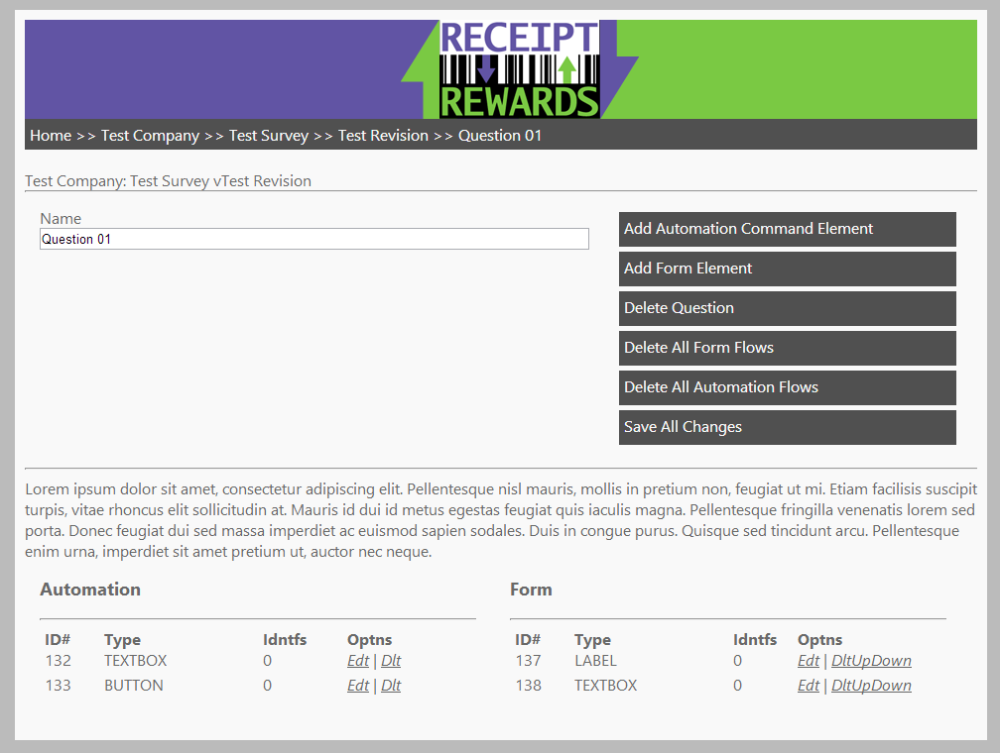 RECEIPT
REWARDS
Home >> Test Company >> Test Survey >> Test Revision >> Question 01
Test Company: Test Survey vTest Revision
Name
Question 01
Add Automation Command Element
Add Form Element
Delete Question
Delete All Form Flows
Delete All Automation Flows
Save All Changes
Lorem ipsum dolor sit amet, consectetur adipiscing elit. Pellentesque nisl mauris, mollis in pretium non, feugiat ut mi. Etiam facilisis suscipit
turpis, vitae rhoncus elit sollicitudin at. Mauris id dui id metus egestas feugiat quis iaculis magna. Pellentesque fringilla venenatis lorem sed
porta. Donec feugiat dui sed massa imperdiet ac euismod sapien sodales. Duis in congue purus. Quisque sed tincidunt arcu. Pellentesque
enim urna, imperdiet sit amet pretium ut, auctor nec neque.
Automation
ID# Type Idntfs Optns
132 TEXTBOX 0 Edt | Dlt
133 BUTTON 0 Edt | Dlt
Form
ID# Type Idntfs Optns
137 LABEL 0 Edt | DltUpDown
138 TEXTBOX 0 Edt | DltUpDown